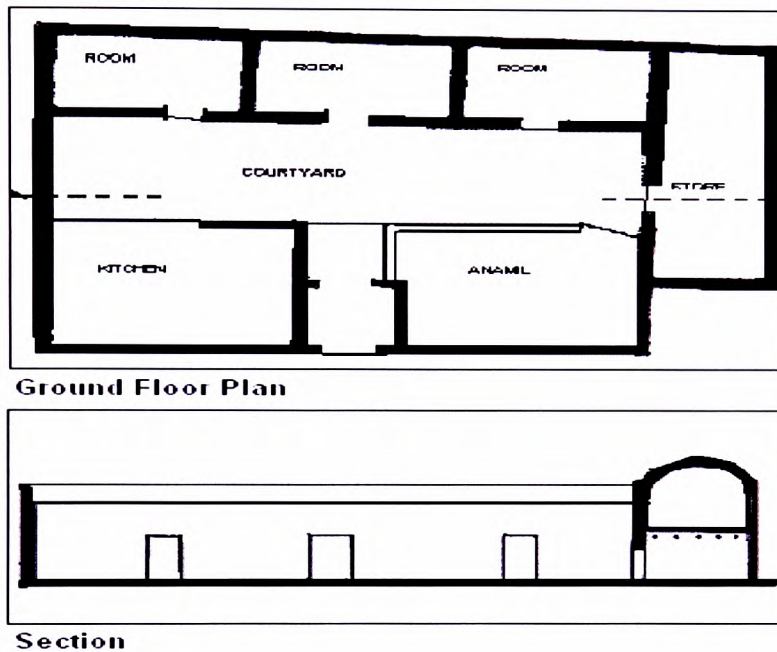 ROOM
ROOM
ROOM
COURTYARD
STORE
KITCHEN
ANAMIL
Ground Floor Plan
Section